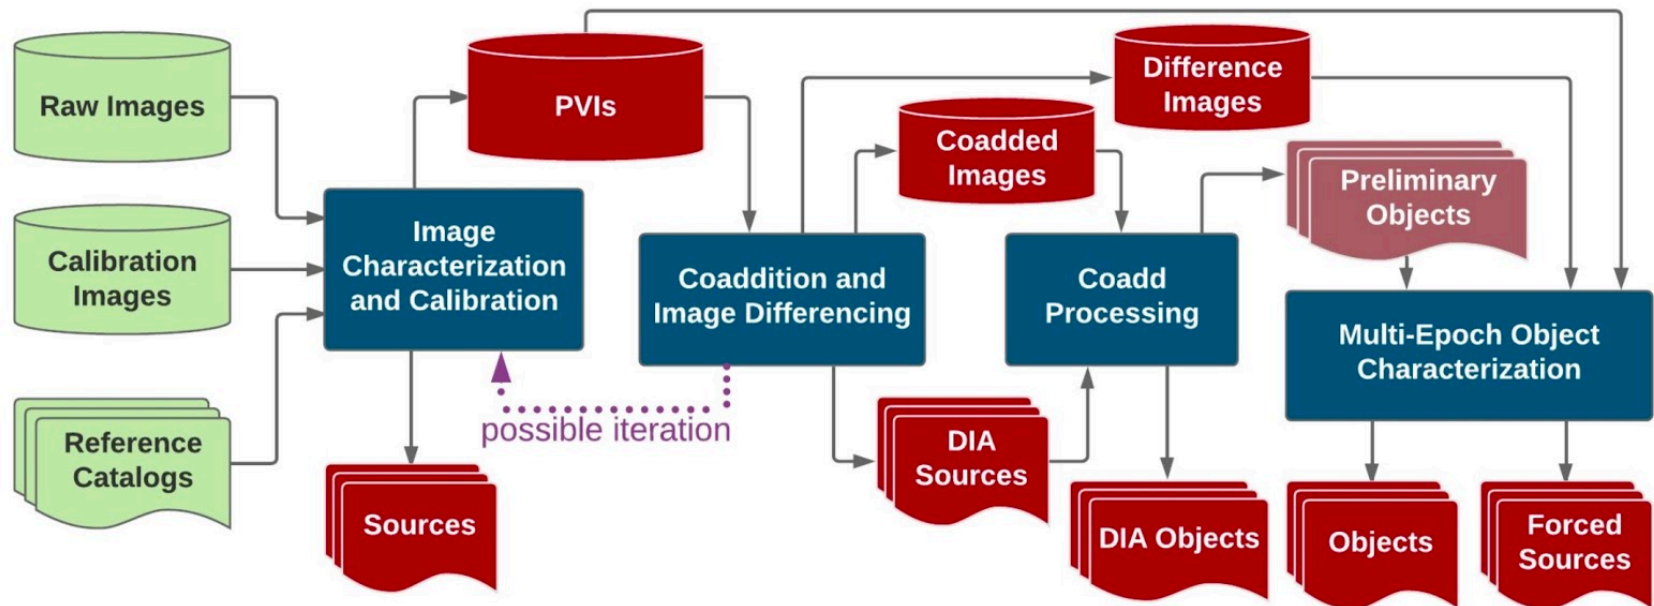 Raw Images
Calibration
Images
Reference
Catalogs
Image
Characterization
and Calibration
Sources
PVIs
possible iteration
Coaddition and
Image Differencing
Coadded
Images
Difference
Images
DIA
Sources
Coadd
Processing
DIA Objects
Preliminary
Objects
Multi-Epoch Object
Characterization
Objects
Forced
Sources